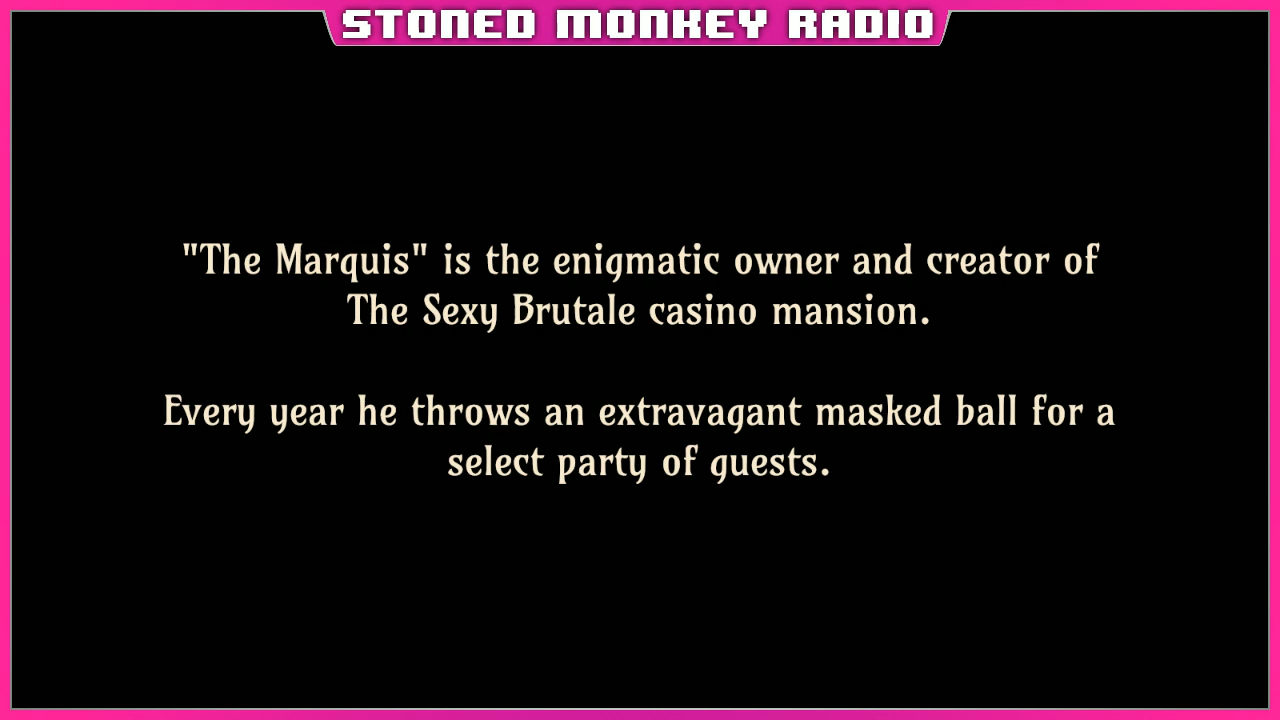 STONED MONKEY RADIO
"The Marquis" is the enigmatic owner and creator of
The Sexy Brutale casino mansion.
Every year he throws an extravagant masked ball for a
select party of guests.